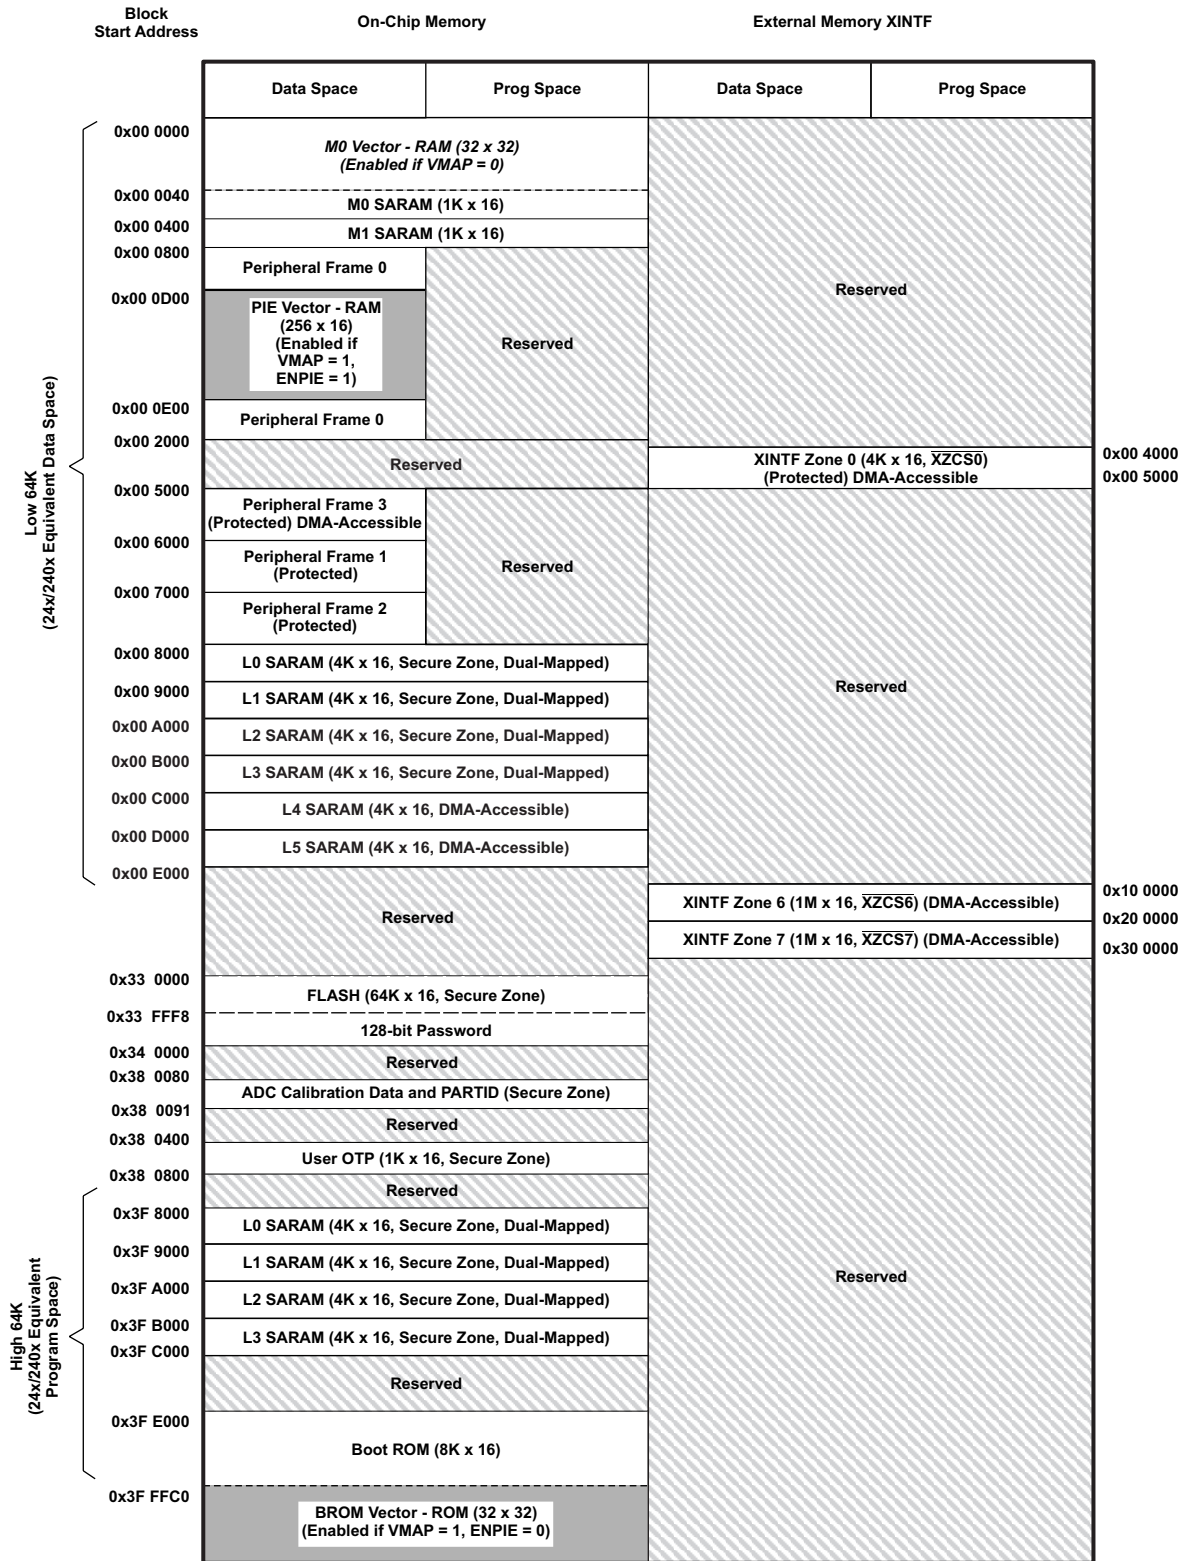 Block
Start Address
On-Chip Memory
External Memory XINTF
Data Space
Prog Space
Data Space
Prog Space
0x00 0000
M0 Vector - RAM (32 x 32)
(Enabled if VMAP = 0)
0x00 0040
M0 SARAM (1K x 16)
0x00 0400
M1 SARAM (1K x 16)
0x00 0800
Peripheral Frame 0
Reserved
0x00 0D00
PIE Vector - RAM
(256 x 16)
(Enabled if
VMAP = 1,
ENPIE = 1)
Reserved
0x00 0E00
Peripheral Frame 0
0x00 2000
Reserved
XINTF Zone 0 (4K x 16, XZCS0)
(Protected) DMA-Accessible
0x00 4000
0x00 5000
Low 64K
(24x/240x Equivalent Data Space)
0x00 5000
Peripheral Frame 3
(Protected) DMA-Accessible
0x00 6000
Peripheral Frame 1
(Protected)
Reserved
0x00 7000
Peripheral Frame 2
(Protected)
0x00 8000
L0 SARAM (4K x 16, Secure Zone, Dual-Mapped)
Reserved
0x00 9000
L1 SARAM (4K x 16, Secure Zone, Dual-Mapped)
0x00 A000
L2 SARAM (4K x 16, Secure Zone, Dual-Mapped)
0x00 B000
L3 SARAM (4K x 16, Secure Zone, Dual-Mapped)
0x00 C000
L4 SARAM (4K x 16, DMA-Accessible)
0x00 D000
L5 SARAM (4K x 16, DMA-Accessible)
0x00 E000
Reserved
XINTF Zone 6 (1M x 16, XZCS6) (DMA-Accessible)
0x10 0000
0x20 0000
XINTF Zone 7 (1M x 16, XZCS7) (DMA-Accessible)
0x30 0000
0x33 0000
FLASH (64K x 16, Secure Zone)
0x33 FFF8
128-bit Password
0x34 0000
Reserved
0x38 0080
ADC Calibration Data and PARTID (Secure Zone)
0x38 0091
Reserved
0x38 0400
User OTP (1K x 16, Secure Zone)
0x38 0800
Reserved
High 64K
(24x/240x Equivalent
Program Space)
0x3F 8000
L0 SARAM (4K x 16, Secure Zone, Dual-Mapped)
0x3F 9000
L1 SARAM (4K x 16, Secure Zone, Dual-Mapped)
Reserved
0x3F A000
L2 SARAM (4K x 16, Secure Zone, Dual-Mapped)
0x3F B000
L3 SARAM (4K x 16, Secure Zone, Dual-Mapped)
0x3F C000
Reserved
0x3F E000
Boot ROM (8K x 16)
0x3F FFC0
BROM Vector - ROM (32 x 32)
(Enabled if VMAP = 1, ENPIE = 0)